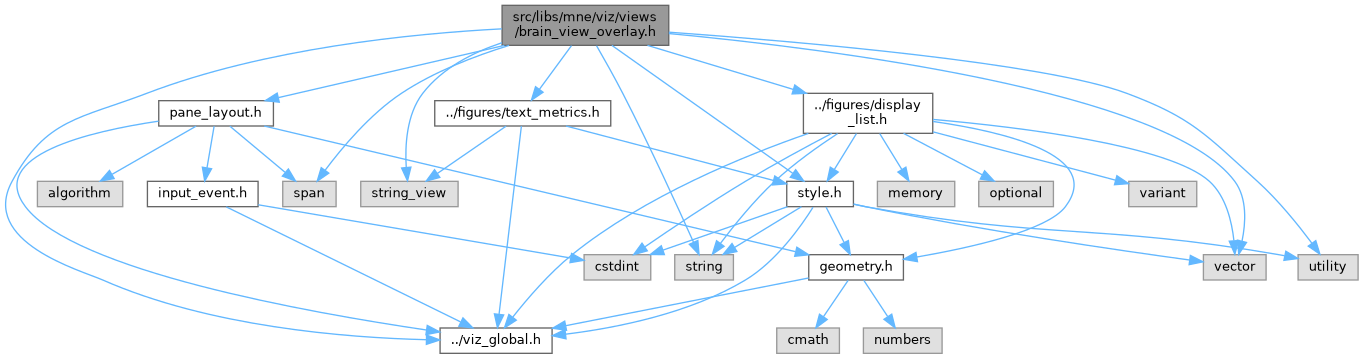 src/libs/mne/viz/views
/brain_view_overlay.h
pane_layout.h
../figures/text_metrics.h
../figures/display
_list.h
algorithm
input_event.h
span
string_view
style.h
memory
optional
variant
cstdint
string
geometry.h
vector
utility
../viz_global.h
cmath
numbers